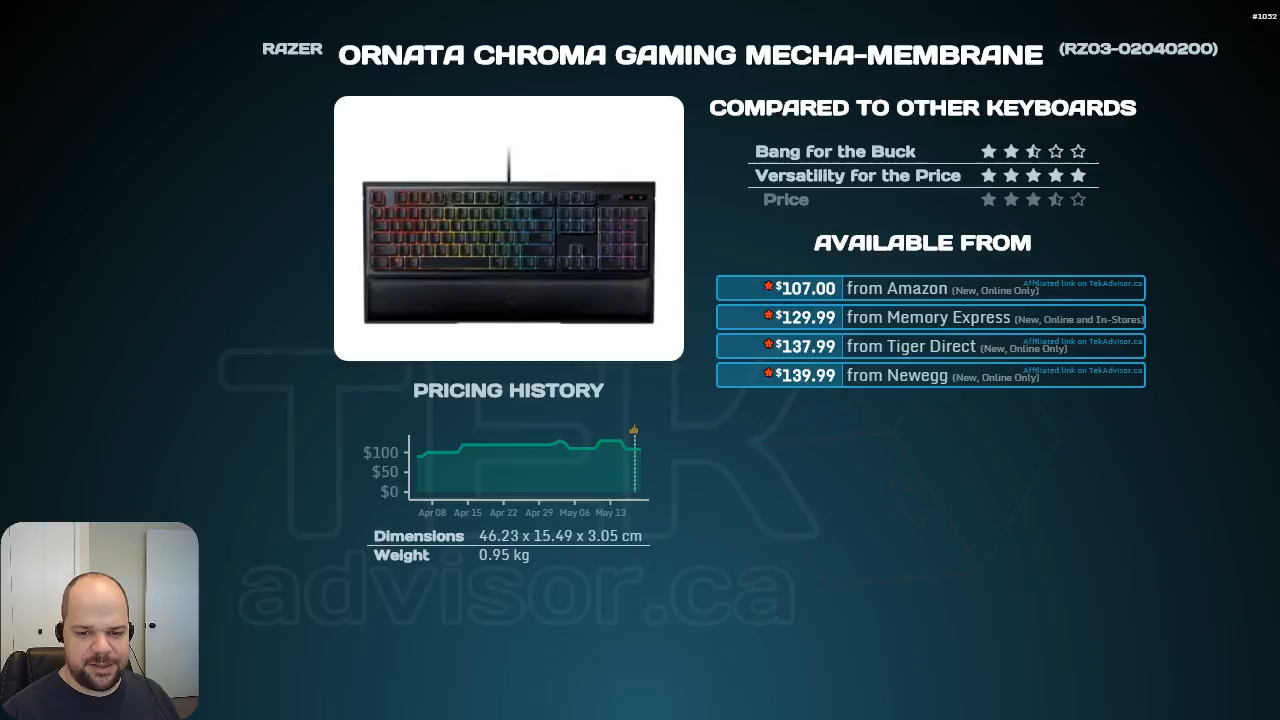 #1052
RAZER ORNATA CHROMA GAMING MECHA-MEMBRANE (RZ03-02040200)
COMPARED TO OTHER KEYBOARDS
Bang for the Buck
Versatility for the Price
Price
AVAILABLE FROM
$107.00 from Amazon (New, Online Only) Affiliated link on TekAdvisor.ca
$129.99 from Memory Express (New, Online and In-Stores)
$137.99 from Tiger Direct (New, Online Only) Affiliated link on TekAdvisor.ca
$139.99 from Newegg (New, Online Only) Affiliated link on TekAdvisor.ca
PRICING HISTORY
$100
$50
$0
Apr 08 Apr 15 Apr 22 Apr 29 May 06 May 13
Dimensions 46.23 x 15.49 x 3.05 cm
Weight 0.95 kg
TEK
advisor.ca